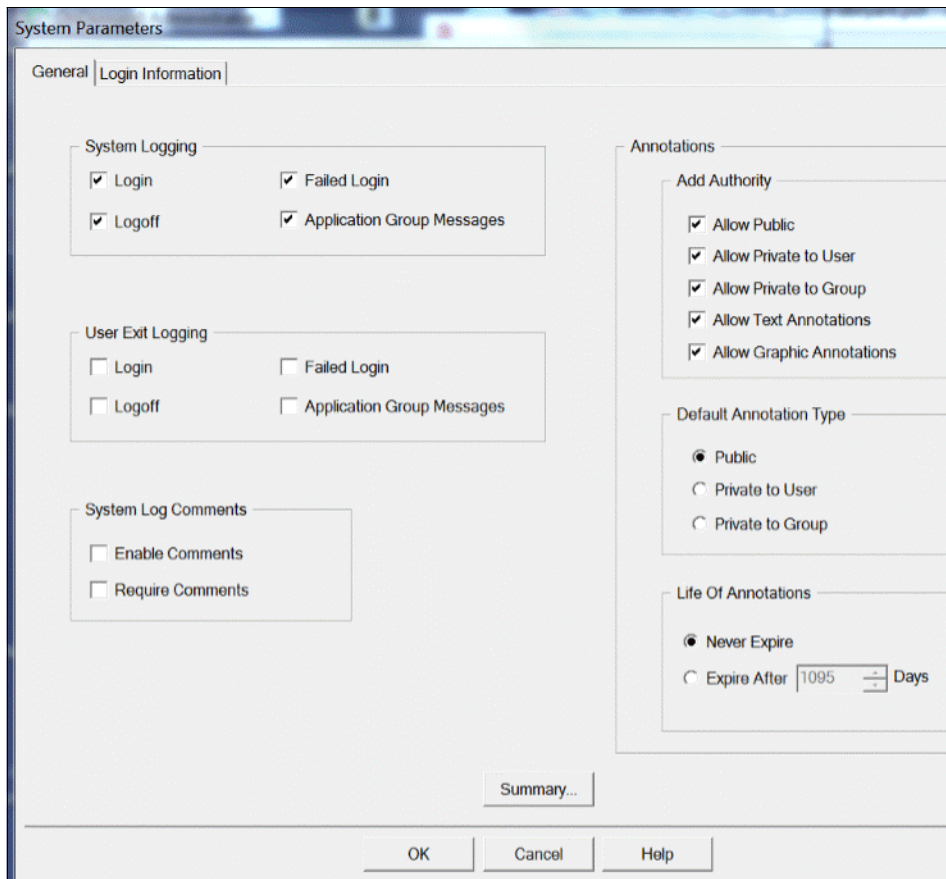 System Parameters
General
Login Information
System Logging
Login
Failed Login
Logoff
Application Group Messages
User Exit Logging
Login
Failed Login
Logoff
Application Group Messages
System Log Comments
Enable Comments
Require Comments
Annotations
Add Authority
Allow Public
Allow Private to User
Allow Private to Group
Allow Text Annotations
Allow Graphic Annotations
Default Annotation Type
Public
Private to User
Private to Group
Life Of Annotations
Never Expire
Expire After 1095 Days
Summary...
OK
Cancel
Help